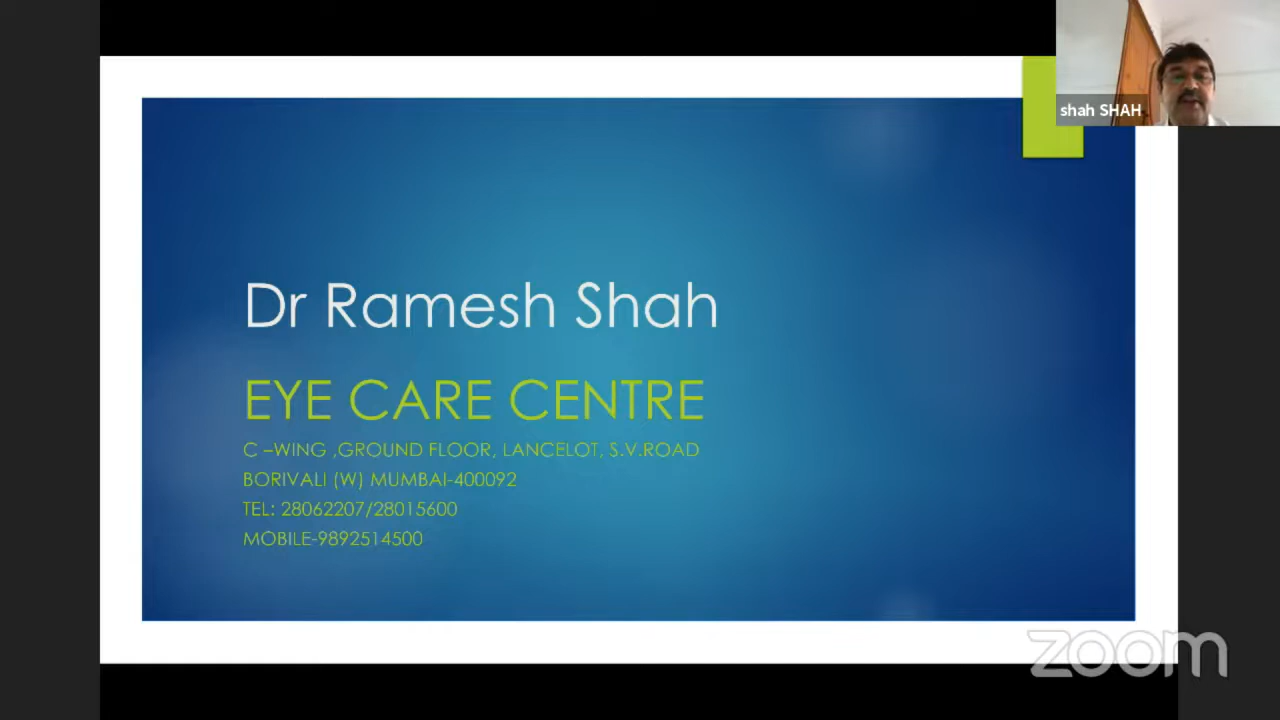 shah SHAH
Dr Ramesh Shah
EYE CARE CENTRE
C –WING ,GROUND FLOOR, LANCELOT, S.V.ROAD
BORIVALI (W) MUMBAI-400092
TEL: 28062207/28015600
MOBILE-9892514500
zoom